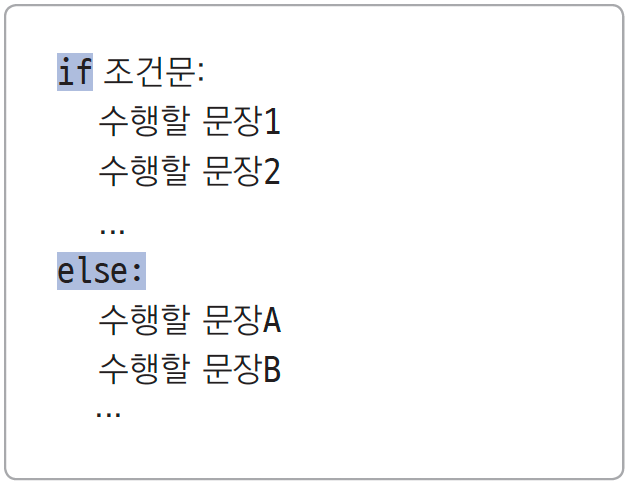 if 조건문:
수행할 문장1
수행할 문장2
...
else:
수행할 문장A
수행할 문장B
...